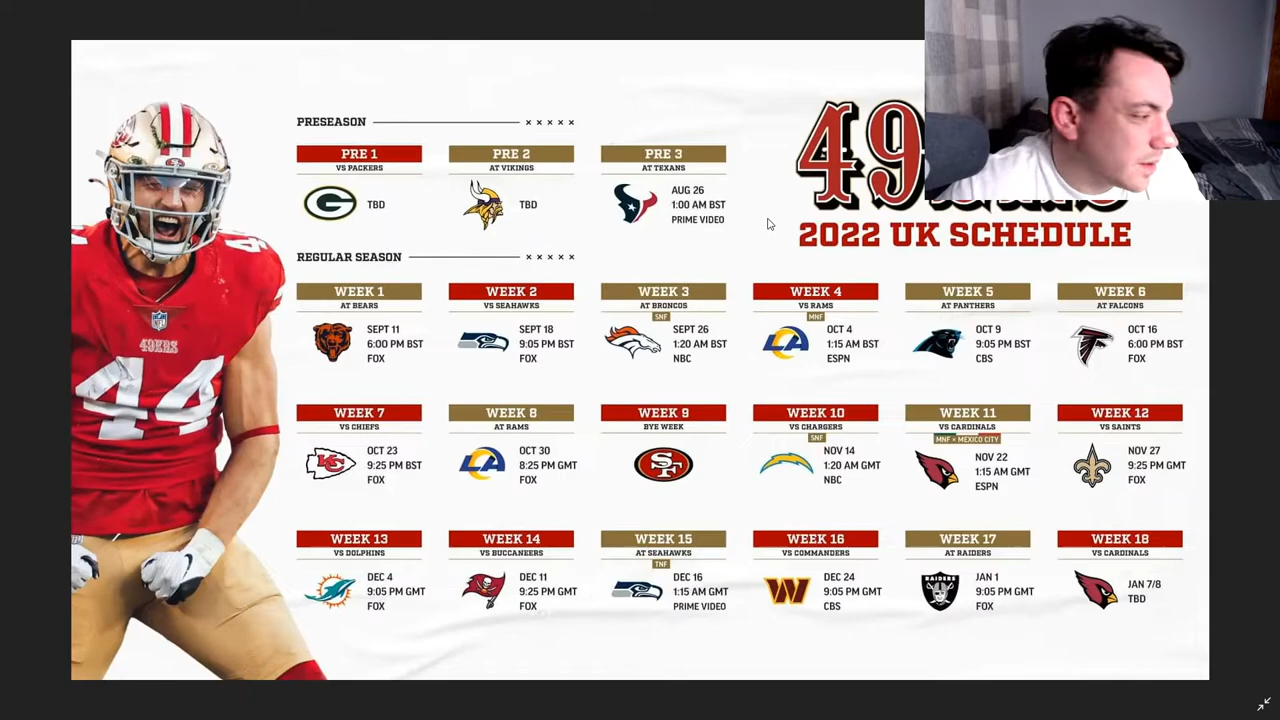 PRESEASON
PRE 1
VS PACKERS
TBD
PRE 2
AT VIKINGS
TBD
PRE 3
AT TEXANS
AUG 26
1:00 AM BST
PRIME VIDEO
49
2022 UK SCHEDULE
REGULAR SEASON
WEEK 1
AT BEARS
SEPT 11
6:00 PM BST
FOX
WEEK 2
VS SEAHAWKS
SEPT 18
9:05 PM BST
FOX
WEEK 3
AT BRONCOS
SNF
SEPT 26
1:20 AM BST
NBC
WEEK 4
VS RAMS
MNF
LA
OCT 4
1:15 AM BST
ESPN
WEEK 5
AT PANTHERS
OCT 9
9:05 PM BST
CBS
WEEK 6
AT FALCONS
OCT 16
6:00 PM BST
FOX
WEEK 7
VS CHIEFS
KC
OCT 23
9:25 PM BST
FOX
WEEK 8
AT RAMS
LA
OCT 30
8:25 PM GMT
FOX
WEEK 9
BYE WEEK
SF
WEEK 10
VS CHARGERS
SNF
NOV 14
1:20 AM GMT
NBC
WEEK 11
VS CARDINALS
MNF × MEXICO CITY
NOV 22
1:15 AM GMT
ESPN
WEEK 12
VS SAINTS
NOV 27
9:25 PM GMT
FOX
WEEK 13
VS DOLPHINS
DEC 4
9:05 PM GMT
FOX
WEEK 14
VS BUCCANEERS
DEC 11
9:25 PM GMT
FOX
WEEK 15
AT SEAHAWKS
TNF
DEC 16
1:15 AM GMT
PRIME VIDEO
WEEK 16
VS COMMANDERS
W
DEC 24
9:05 PM GMT
CBS
WEEK 17
AT RAIDERS
RAIDERS
JAN 1
9:05 PM GMT
FOX
WEEK 18
VS CARDINALS
JAN 7/8
TBD
44
NFL
49ERS
44